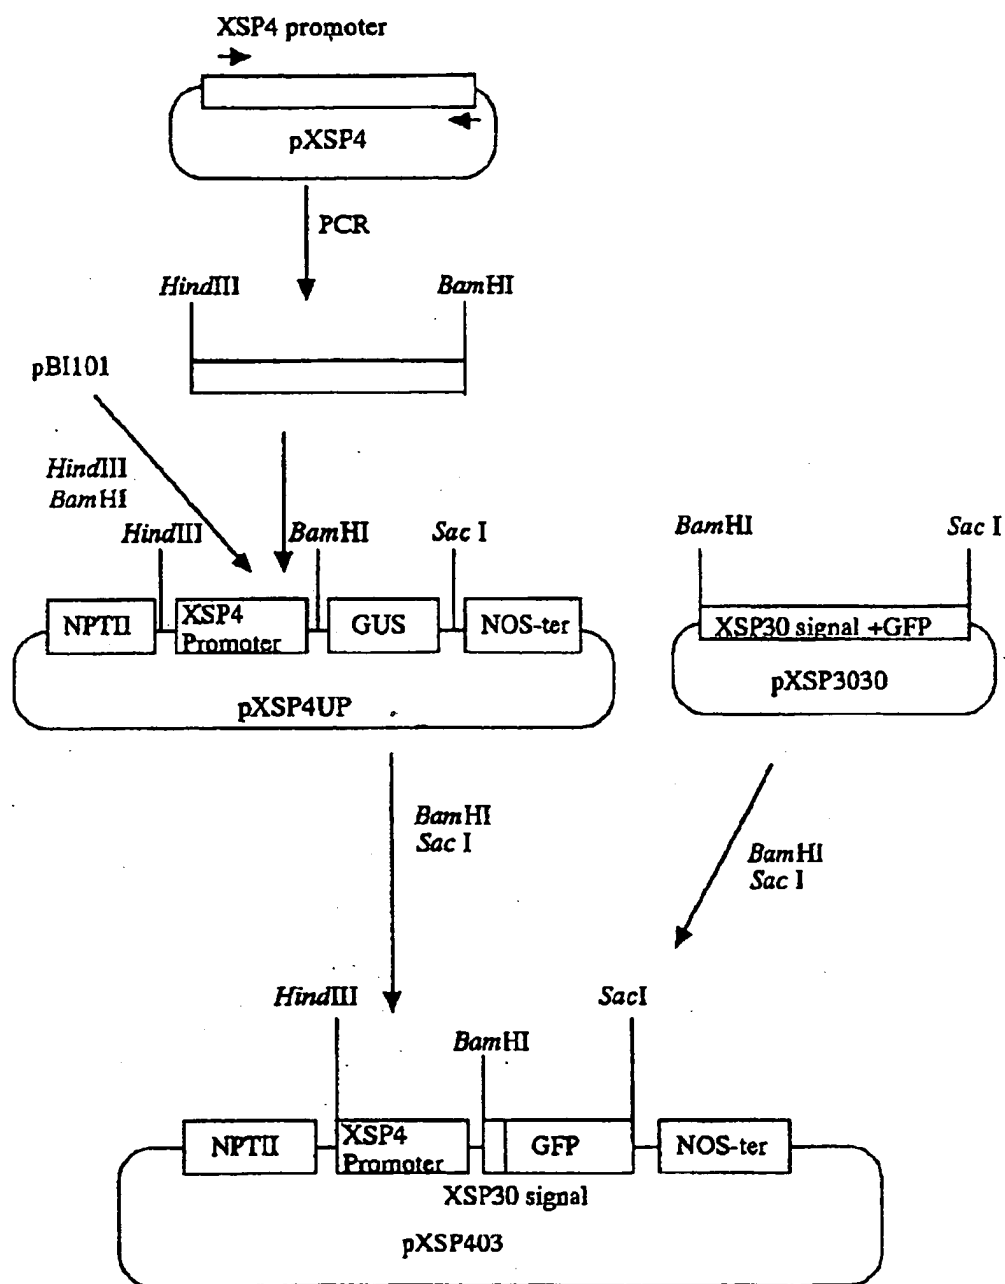 XSP4 promoter
pXSP4
PCR
HindIII
BamHI
pBI101
HindIII
BamHI
HindIII
BamHI
Sac I
NPTII
XSP4
Promoter
GUS
NOS-ter
pXSP4UP
BamHI
Sac I
XSP30 signal +GFP
pXSP3030
BamHI
Sac I
BamHI
Sac I
HindIII
SacI
BamHI
NPTII
XSP4
Promoter
GFP
NOS-ter
XSP30 signal
pXSP403